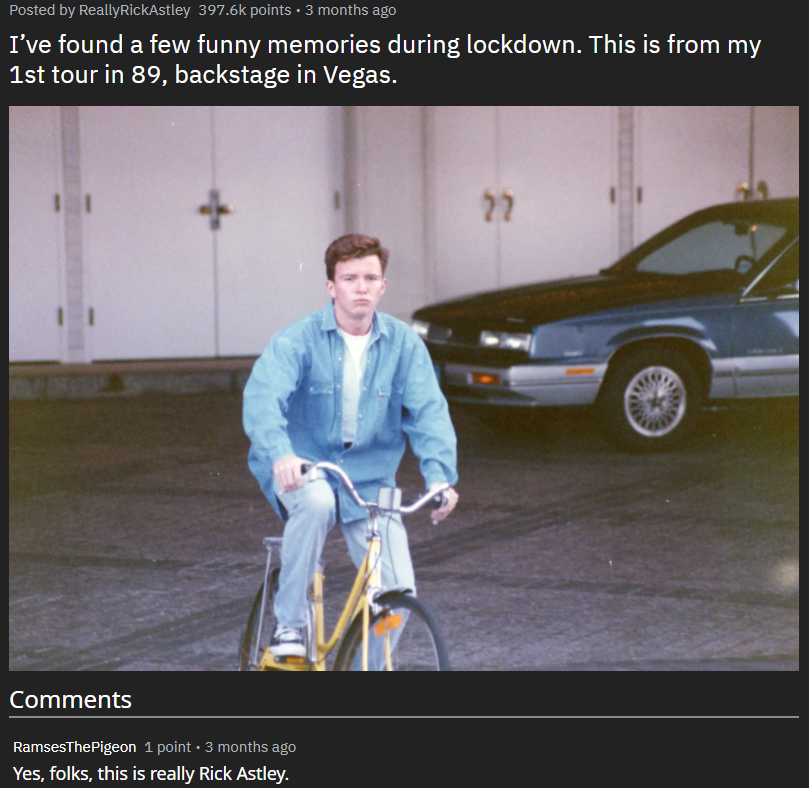 Posted by ReallyRickAstley 397.6k points • 3 months ago
I’ve found a few funny memories during lockdown. This is from my
1st tour in 89, backstage in Vegas.
Comments
RamsesThePigeon 1 point • 3 months ago
Yes, folks, this is really Rick Astley.